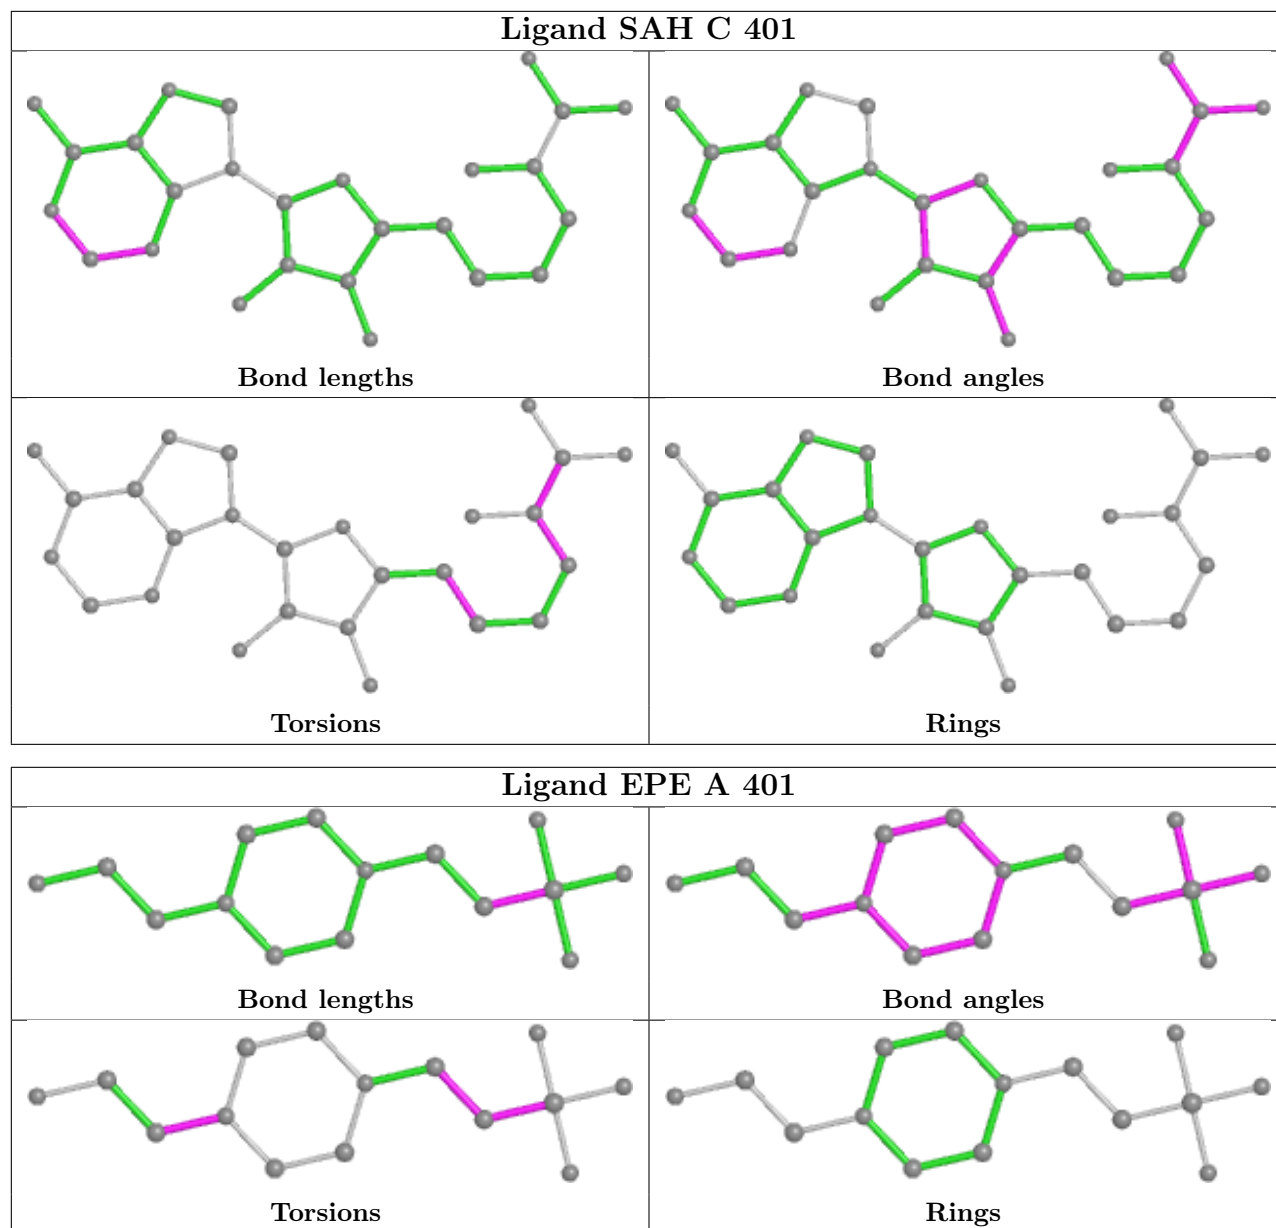 Ligand SAH C 401
Bond lengths
Bond angles
Torsions
Rings
Ligand EPE A 401
Bond lengths
Bond angles
Torsions
Rings